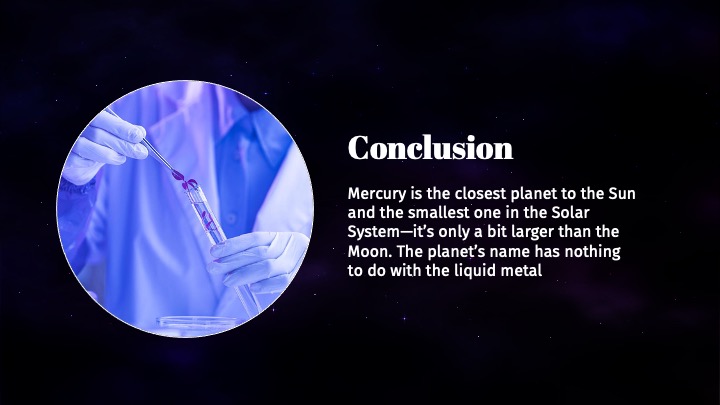 Conclusion
Mercury is the closest planet to the Sun
and the smallest one in the Solar
System—it’s only a bit larger than the
Moon. The planet’s name has nothing
to do with the liquid metal